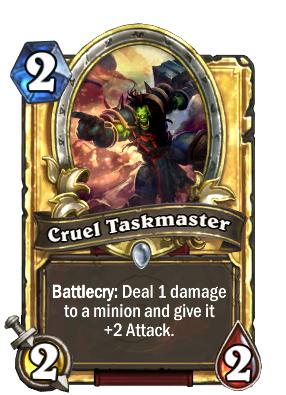 2
Cruel Taskmaster
Battlecry: Deal 1 damage
to a minion and give it
+2 Attack.
2
2